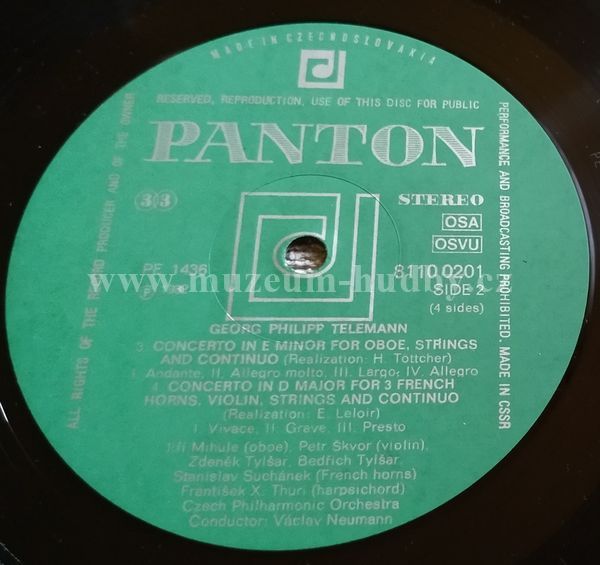 MADE IN CZECHOSLOVAKIA
RESERVED, REPRODUCTION, USE OF THIS DISC FOR PUBLIC
PERFORMANCE AND BROADCASTING PROHIBITED. MADE IN CSSR
ALL RIGHTS OF THE RECORD PRODUCER AND OF THE OWNER
PANTON
33
STEREO
OSA
OSVU
PF 1436
8110 0201
SIDE 2
(4 sides)
www.muzeum-hudby.cz
GEORG PHILIPP TELEMANN
3. CONCERTO IN E MINOR FOR OBOE, STRINGS
AND CONTINUO (Realization: H. Töttcher)
I. Andante, II. Allegro molto, III. Largo, IV. Allegro
4. CONCERTO IN D MAJOR FOR 3 FRENCH
HORNS, VIOLIN, STRINGS AND CONTINUO
(Realization: E. Leloir)
I. Vivace, II. Grave, III. Presto
Jiří Mihule (oboe), Petr Škvor (violin),
Zdeněk Tylšar, Bedřich Tylšar,
Stanislav Suchánek (French horns)
František X. Thuri (harpsichord)
Czech Philharmonic Orchestra
Conductor: Václav Neumann